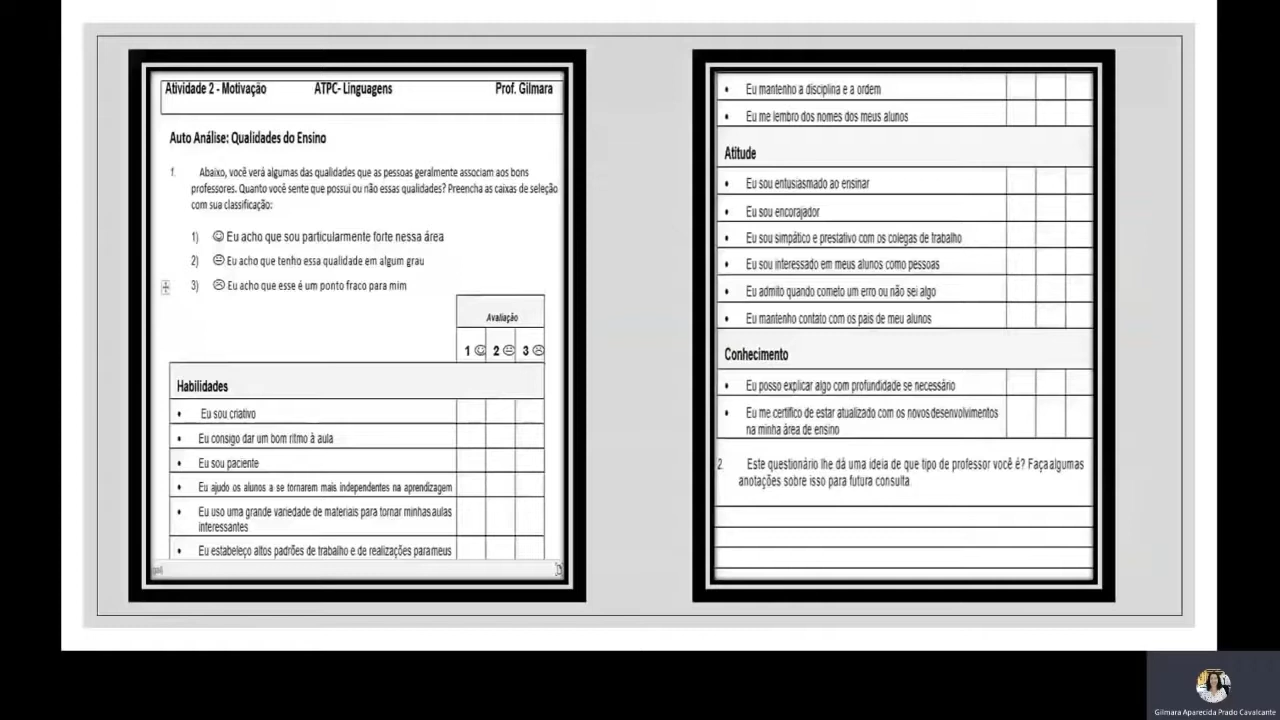 Atividade 2 - Motivação ATPC- Linguagens Prof. Gilmara
Auto Análise: Qualidades do Ensino
1. Abaixo, você verá algumas das qualidades que as pessoas geralmente associam aos bons
professores. Quanto você sente que possui ou não essas qualidades? Preencha as caixas de seleção
com sua classificação:
1) ☺ Eu acho que sou particularmente forte nessa área
2) 😐 Eu acho que tenho essa qualidade em algum grau
3) ☹ Eu acho que esse é um ponto fraco para mim
Avaliação
1 ☺ 2 😐 3 ☹
Habilidades
• Eu sou criativo
• Eu consigo dar um bom ritmo à aula
• Eu sou paciente
• Eu ajudo os alunos a se tornarem mais independentes na aprendizagem
• Eu uso uma grande variedade de materiais para tornar minhas aulas
interessantes
• Eu estabeleço altos padrões de trabalho e de realizações para meus
• Eu mantenho a disciplina e a ordem
• Eu me lembro dos nomes dos meus alunos
Atitude
• Eu sou entusiasmado ao ensinar
• Eu sou encorajador
• Eu sou simpático e prestativo com os colegas de trabalho
• Eu sou interessado em meus alunos como pessoas
• Eu admito quando cometo um erro ou não sei algo
• Eu mantenho contato com os pais de meu alunos
Conhecimento
• Eu posso explicar algo com profundidade se necessário
• Eu me certifico de estar atualizado com os novos desenvolvimentos
na minha área de ensino
2. Este questionário lhe dá uma ideia de que tipo de professor você é? Faça algumas
anotações sobre isso para futura consulta
Gilmara Aparecida Prado Cavalcante